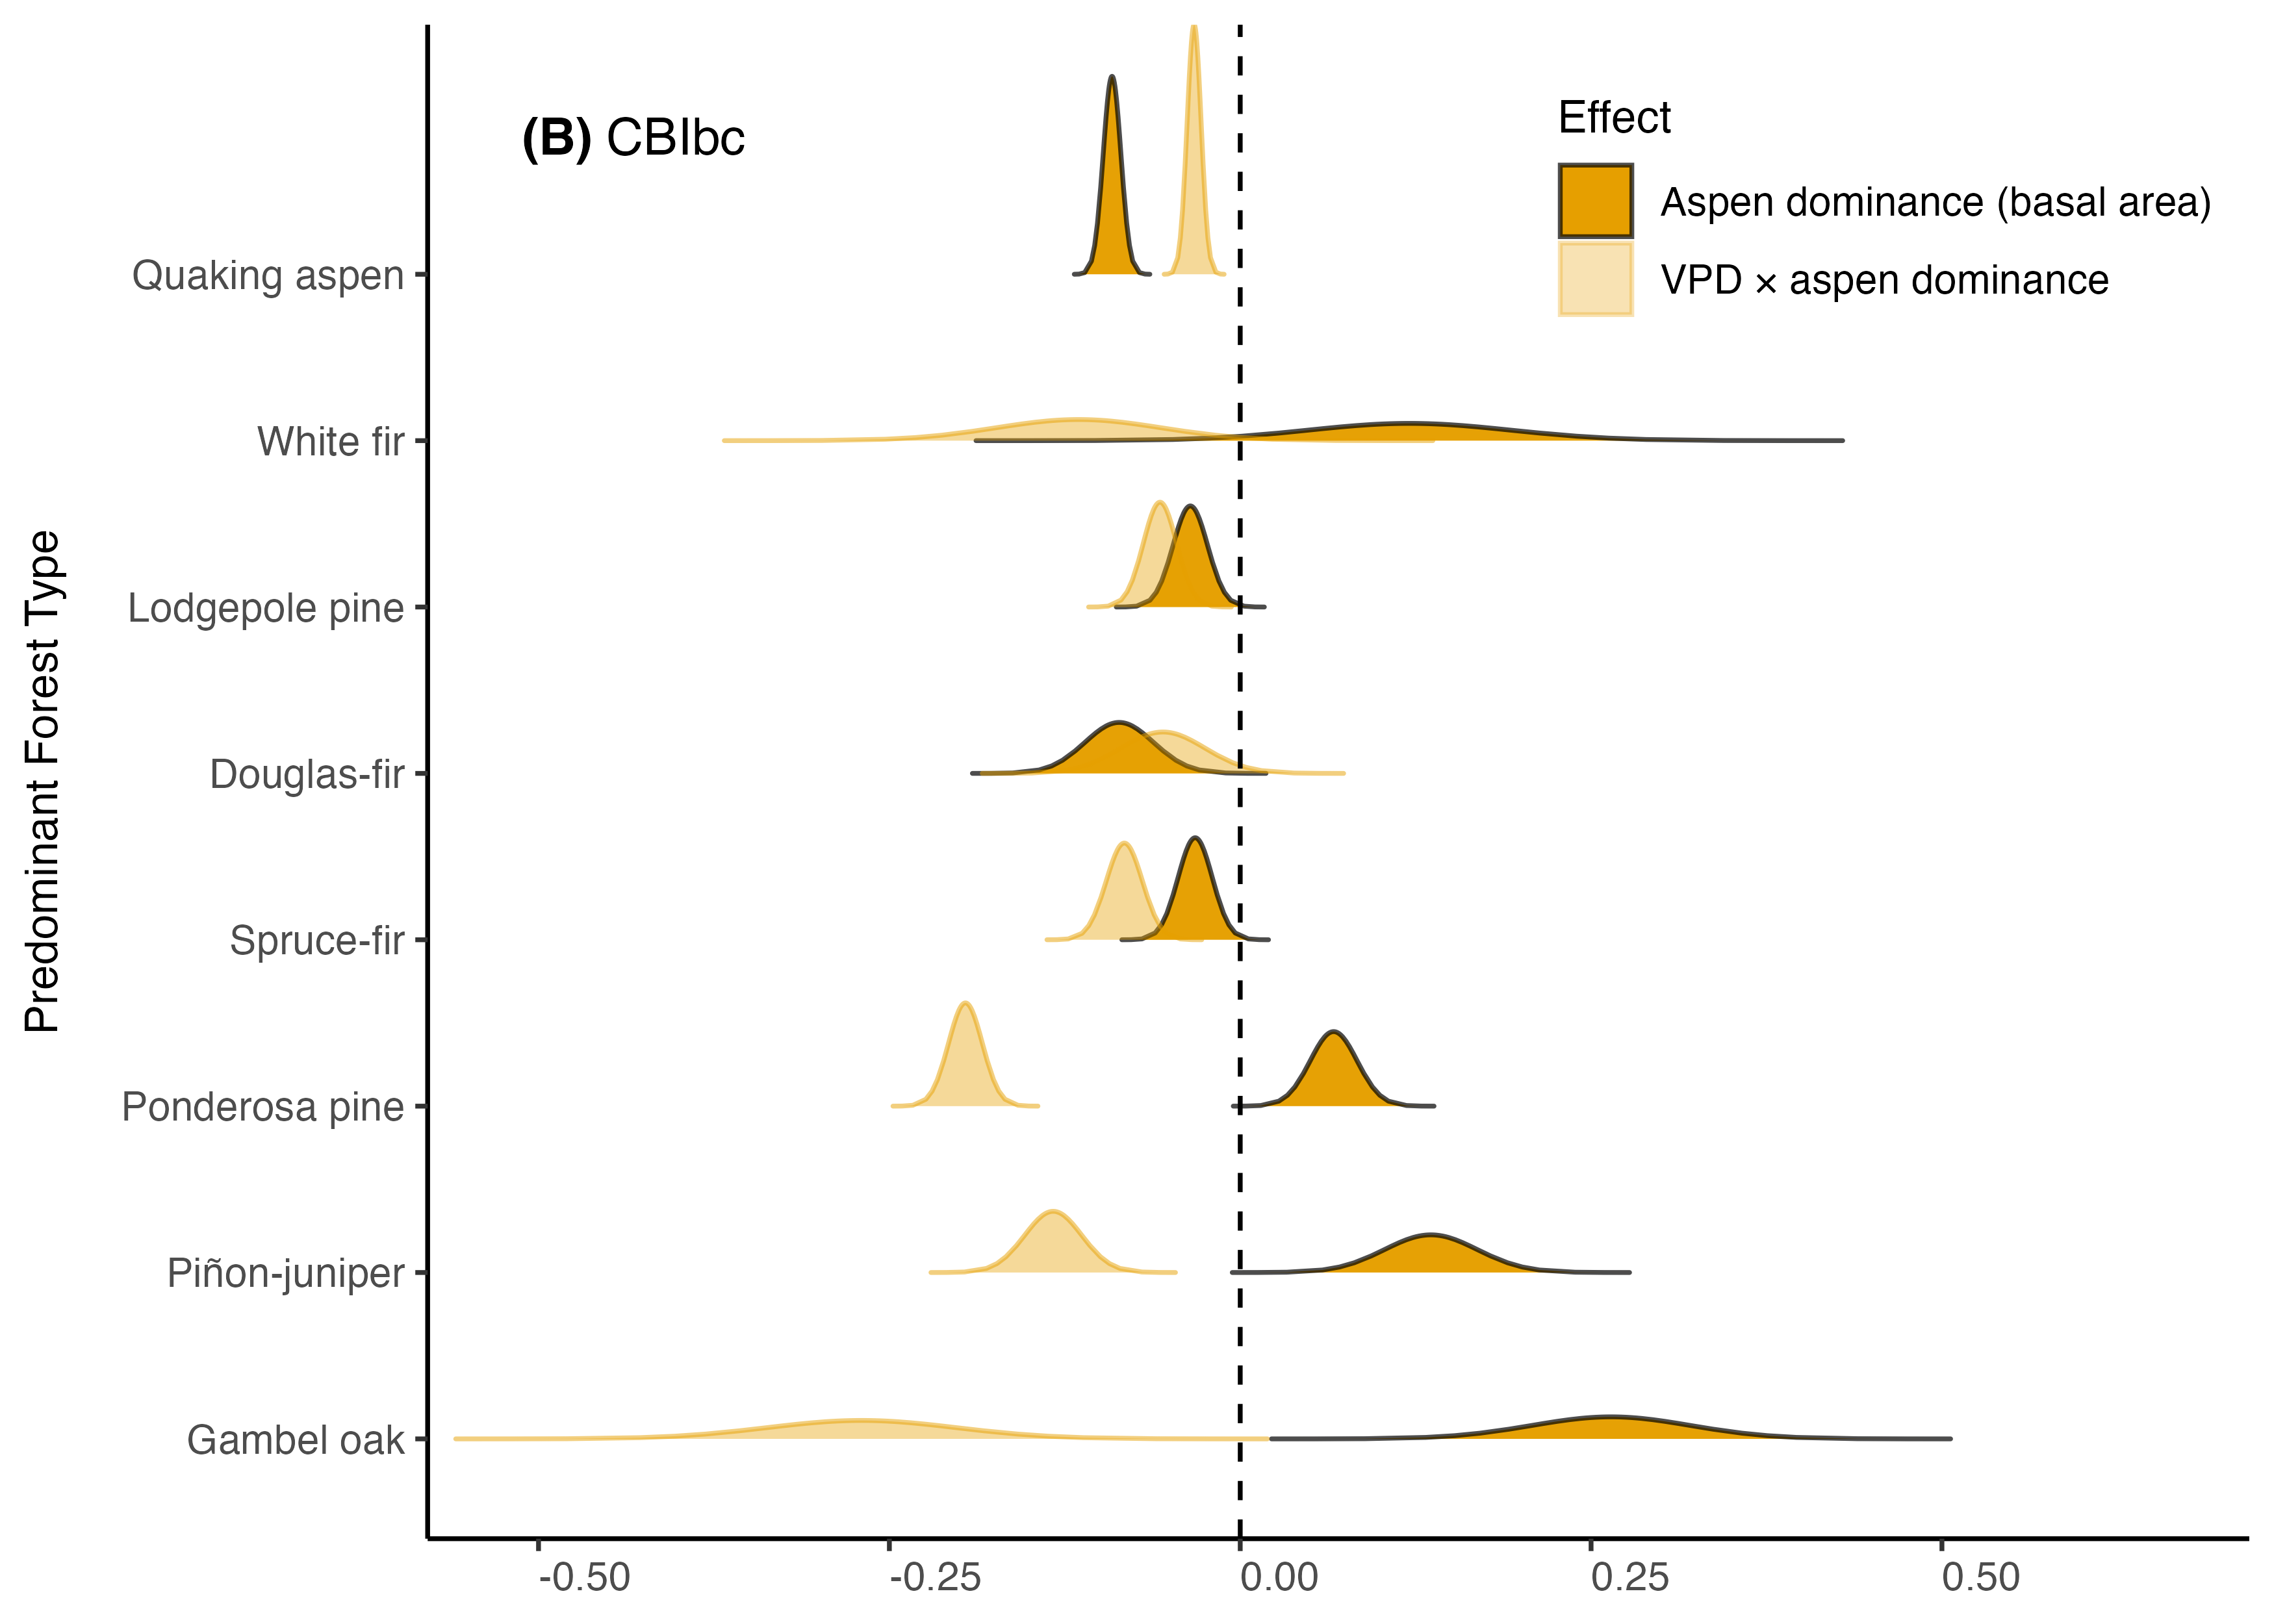 (B) CBIbc
Effect
Aspen dominance (basal area)
VPD × aspen dominance
Predominant Forest Type
Quaking aspen
White fir
Lodgepole pine
Douglas-fir
Spruce-fir
Ponderosa pine
Piñon-juniper
Gambel oak
-0.50 -0.25 0.00 0.25 0.50